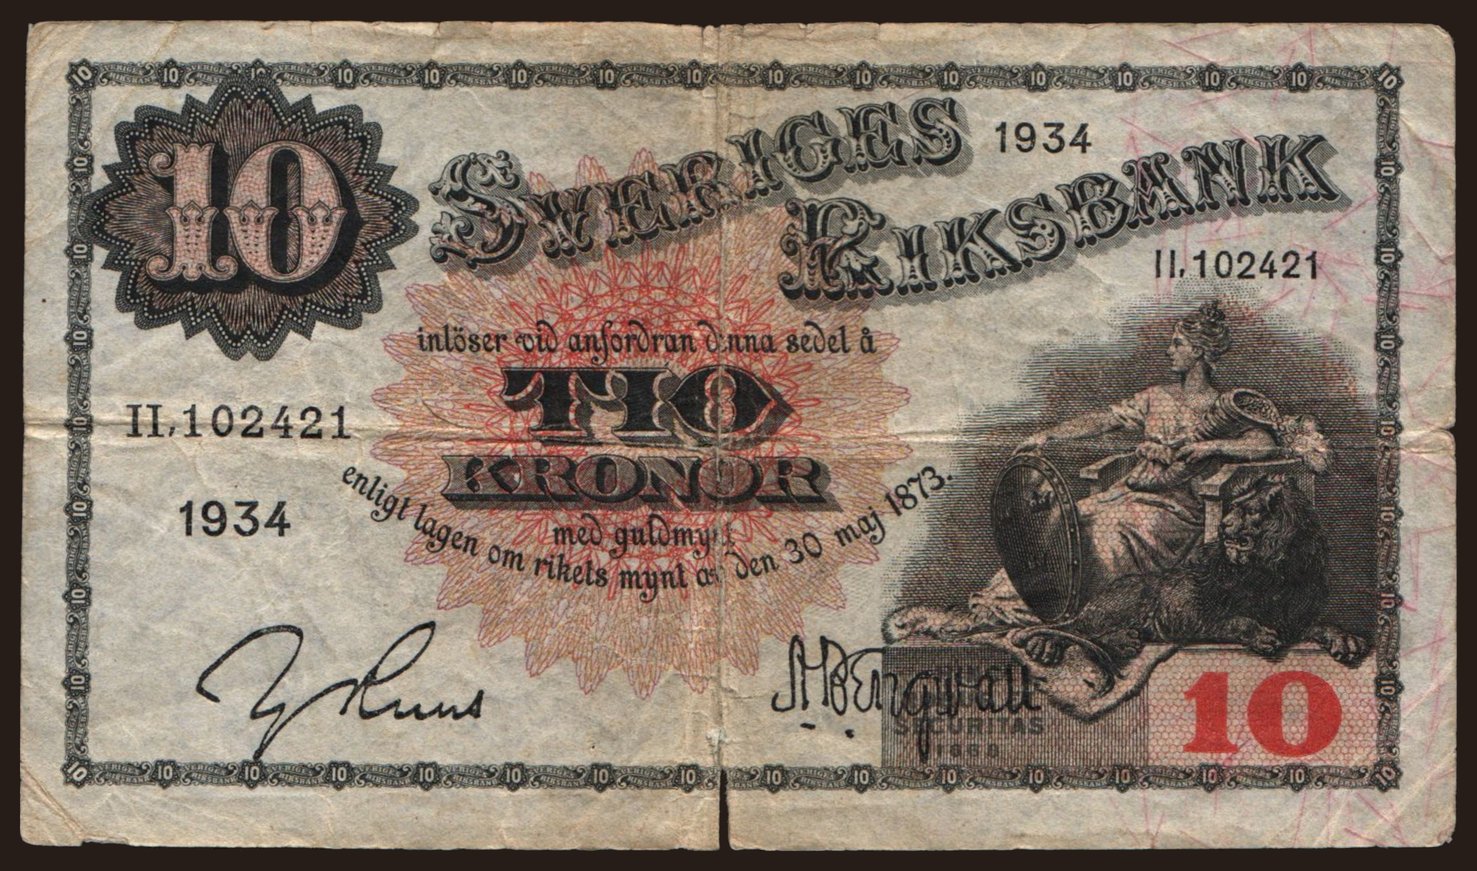 10
SVERIGES 1934
RIKSBANK
II,102421
inlöser vid anfordran denna sedel å
TIO
II,102421
KRONOR
1934
med guldmynt
enligt lagen om rikets mynt av den 30 maj 1873.
SECURITAS
1668
10